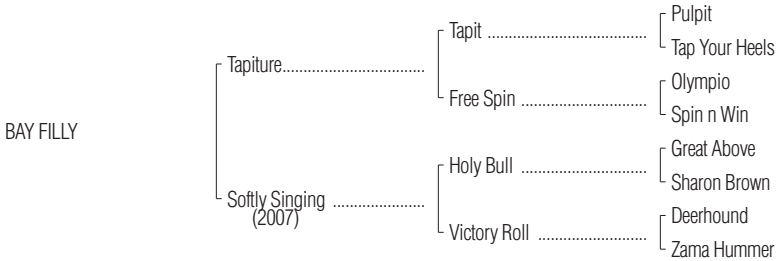 Pulpit
Tapit ........................................
Tap Your Heels
Tapiture...................................
Olympio
Free Spin ................................
Spin n Win
BAY FILLY
Great Above
Holy Bull ................................
Sharon Brown
Softly Singing .......................
(2007)
Deerhound
Victory Roll ...........................
Zama Hummer